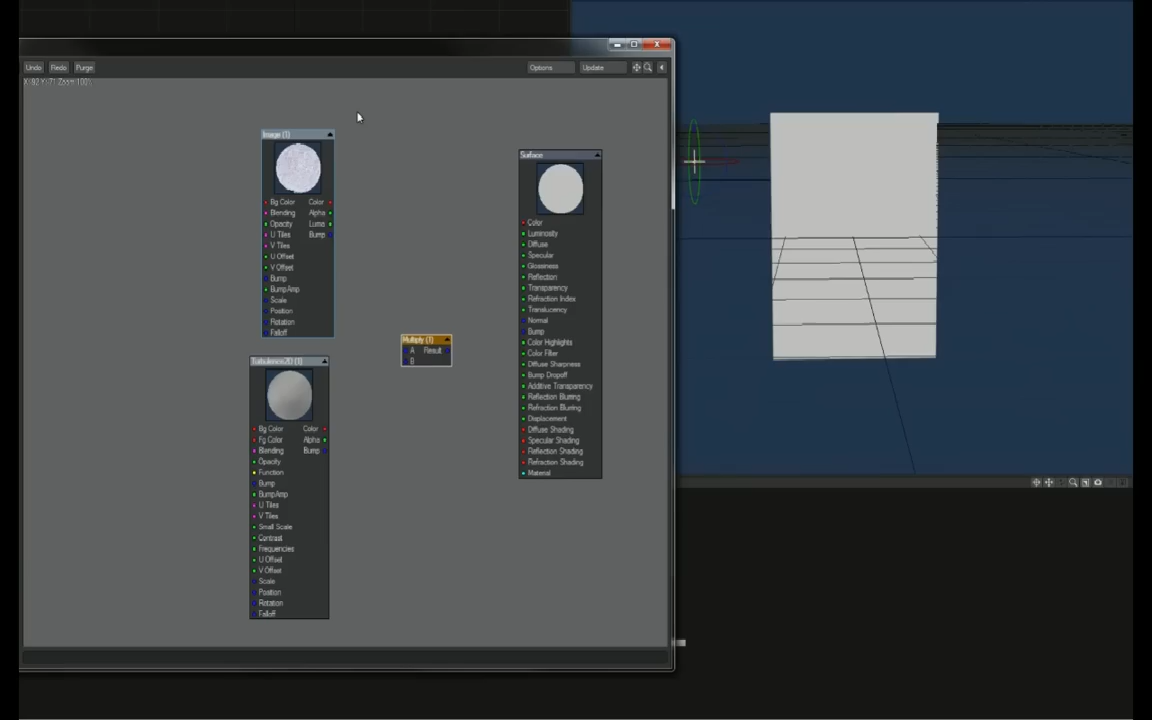 Undo Redo Purge Options Update
X:92 Y:71 Zoom:100%
Image (1)
Bg Color Color
Blending Alpha
Opacity Luma
U Tiles Bump
V Tiles
U Offset
V Offset
Bump
BumpAmp
Scale
Position
Rotation
Falloff
Turbulence2D (1)
Bg Color Color
Fg Color Alpha
Blending Bump
Opacity
Function
Bump
BumpAmp
U Tiles
V Tiles
Small Scale
Contrast
Frequencies
U Offset
V Offset
Scale
Position
Rotation
Falloff
Multiply (1)
A Result
B
Surface
Color
Luminosity
Diffuse
Specular
Glossiness
Reflection
Transparency
Refraction Index
Translucency
Normal
Bump
Color Highlights
Color Filter
Diffuse Sharpness
Bump Dropoff
Additive Transparency
Reflection Blurring
Refraction Blurring
Displacement
Diffuse Shading
Specular Shading
Reflection Shading
Refraction Shading
Material